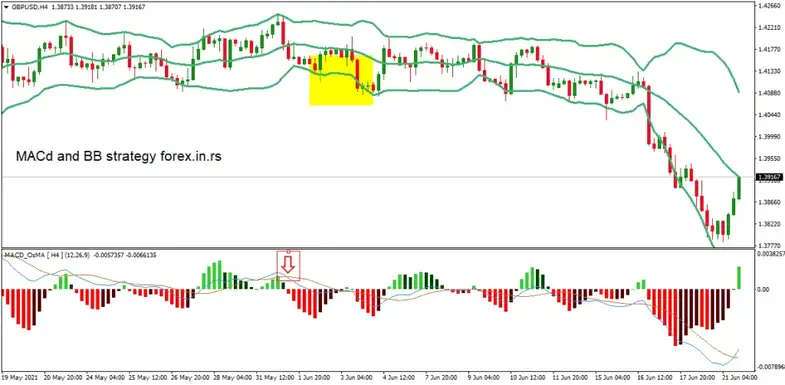 GBPUSD,H4 1.38733 1.39181 1.38707 1.39167
1.42660
1.42210
1.41770
1.41330
1.40880
1.40440
1.39990
1.39550
1.39167
1.38660
1.38220
1.37770
MACd and BB strategy forex.in.rs
MACD_OsMA [ H4 ] (12,26,9) -0.0057357 -0.0066135
0.0038257
0.00
-0.0078968
19 May 2021
20 May 20:00
24 May 04:00
25 May 12:00
26 May 20:00
28 May 04:00
31 May 12:00
1 Jun 20:00
3 Jun 04:00
4 Jun 12:00
7 Jun 20:00
9 Jun 04:00
10 Jun 12:00
11 Jun 20:00
15 Jun 04:00
16 Jun 12:00
17 Jun 20:00
21 Jun 04:00